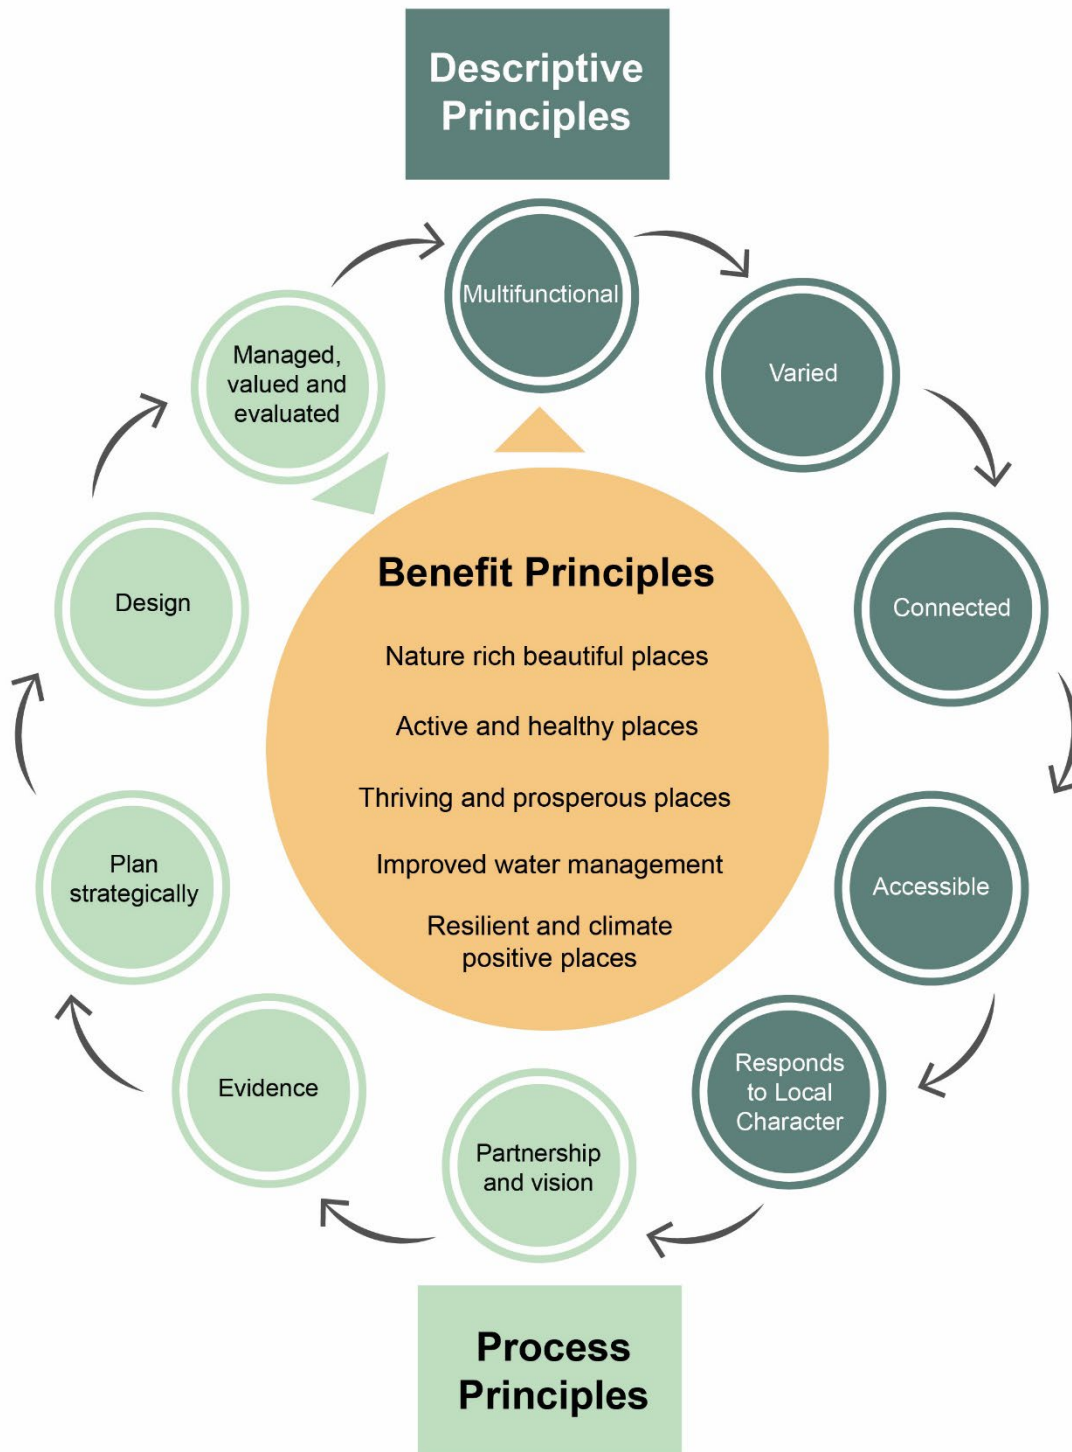 Descriptive
Principles
Multifunctional
Varied
Connected
Accessible
Responds
to Local
Character
Partnership
and vision
Evidence
Plan
strategically
Design
Managed,
valued and
evaluated
Benefit Principles
Nature rich beautiful places
Active and healthy places
Thriving and prosperous places
Improved water management
Resilient and climate
positive places
Process
Principles